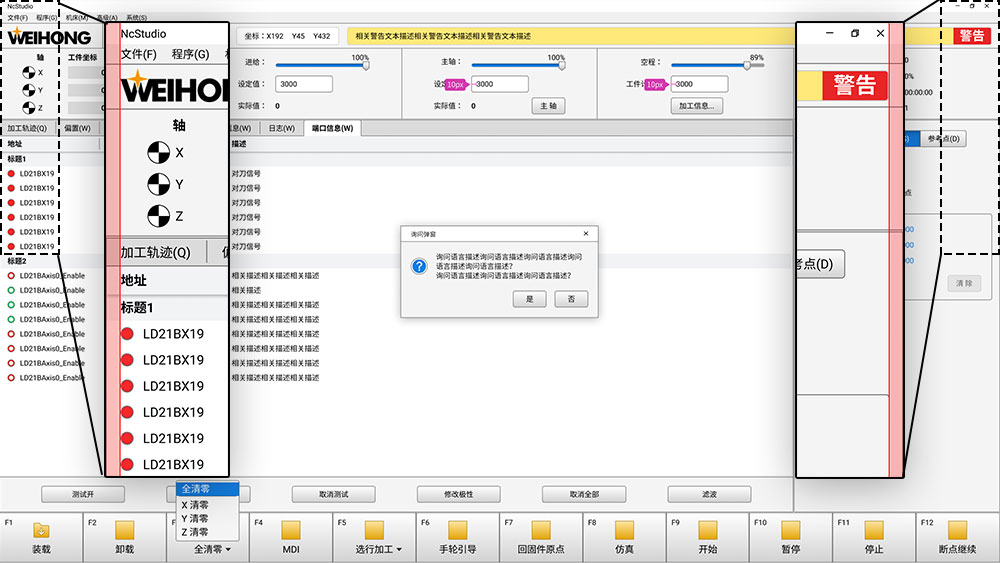 NcStudio
文件(F) 程序(G) 机床(M) 高级(A) 系统(S)
WEIHONG
坐标：X192 Y45 Y432
相关警告文本描述相关警告文本描述相关警告文本描述
警告
轴 工件坐标
X
Y
Z
进给： 100%
设定值： 3000
实际值： 0
主轴： 100%
10px 3000
实际值： 0
主 轴
空程： 89%
10px 3000
加工信息...
0%
00:00:00
加工轨迹(Q) 偏置(W)
日志(W) 端口信息(W)
参考点(D)
地址 描述
标题1
LD21BX19 对刀信号
LD21BX19 对刀信号
LD21BX19 对刀信号
LD21BX19 对刀信号
LD21BX19 对刀信号
LD21BX19 对刀信号
标题2
LD21BAxis0_Enable 相关描述相关描述相关描述
LD21BAxis0_Enable 相关描述
LD21BAxis0_Enable 相关描述相关描述相关描述
LD21BAxis0_Enable 相关描述相关描述相关描述
LD21BAxis0_Enable 相关描述相关描述相关描述
LD21BAxis0_Enable 相关描述相关描述相关描述
LD21BAxis0_Enable 相关描述相关描述相关描述
LD21BAxis0_Enable 相关描述相关描述相关描述
NcStudio
文件(F) 程序(G)
WEIHO
轴
X
Y
Z
加工轨迹(Q)
地址
标题1
LD21BX19
LD21BX19
LD21BX19
LD21BX19
LD21BX19
LD21BX19
询问弹窗
询问语言描述询问语言描述询问语言描述询问
语言描述询问语言描述?
询问语言描述询问语言描述询问语言描述?
是 否
警告
考点(D)
清 除
测试开 取消测试 修改极性 取消全部 滤波
全清零
X 清零
Y 清零
Z 清零
F1 装载
F2 卸载
全清零
F4 MDI
F5 选行加工
F6 手轮引导
F7 回固件原点
F8 仿真
F9 开始
F10 暂停
F11 停止
F12 断点继续